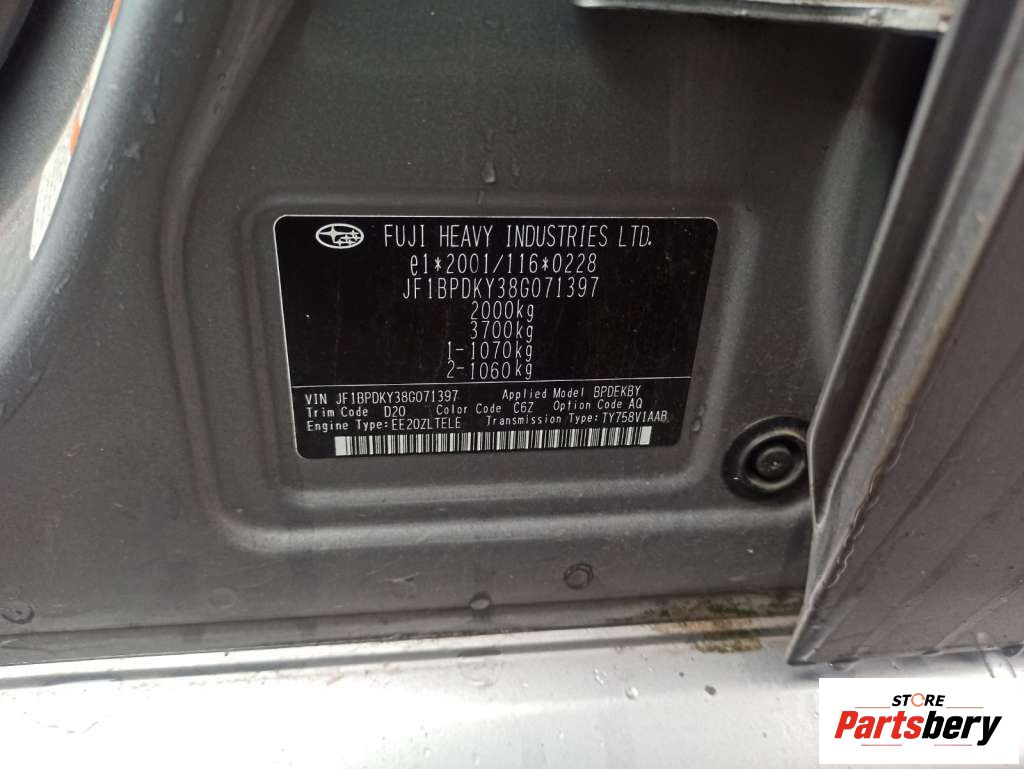 FUJI HEAVY INDUSTRIES LTD.
e1*2001/116*0228
JF1BPDKY38G071397
2000kg
3700kg
1-1070kg
2-1060kg
VIN JF1BPDKY38G071397 Applied Model BPDEKBY
Trim Code D20 Color Code C6Z Option Code AQ
Engine Type: EE20ZLTELE Transmission Type: TY758V1AAB
STORE
Partsbery